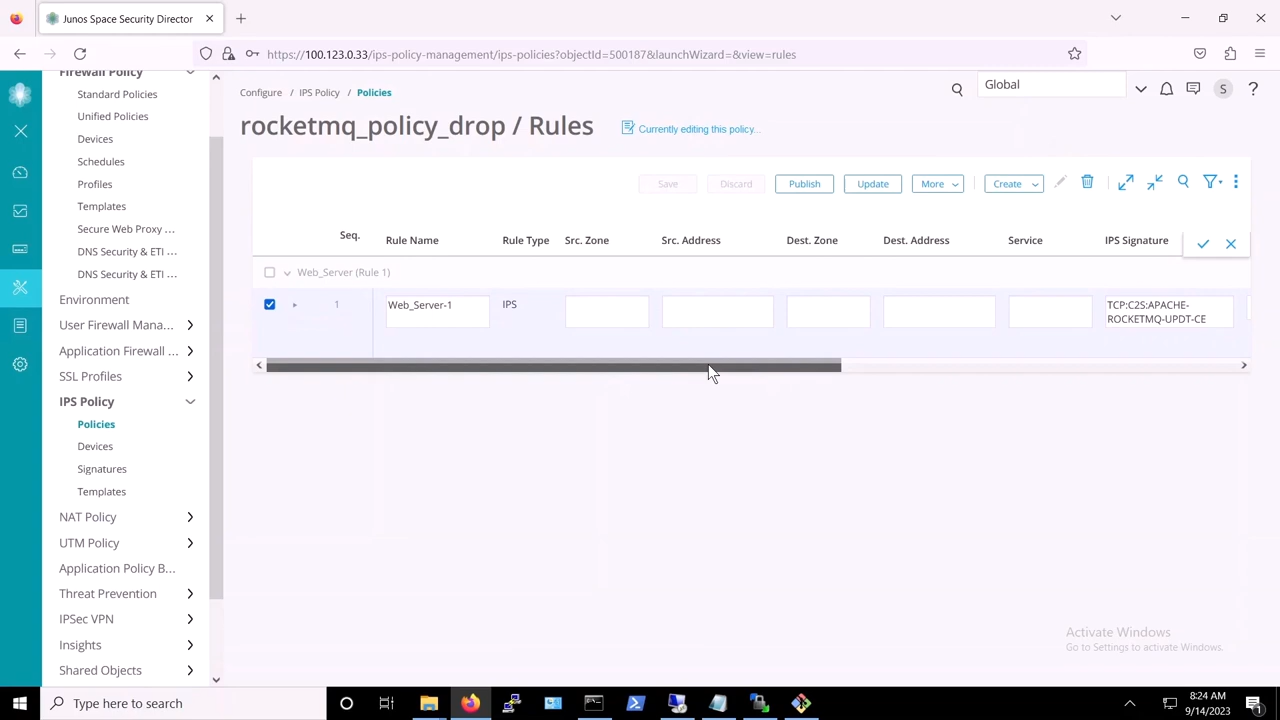 Junos Space Security Director
https://100.123.0.33/ips-policy-management/ips-policies?objectId=500187&launchWizard=&view=rules
Firewall Policy
Standard Policies
Unified Policies
Devices
Schedules
Profiles
Templates
Secure Web Proxy ...
DNS Security & ETI ...
DNS Security & ETI ...
Environment
User Firewall Mana...
Application Firewall ...
SSL Profiles
IPS Policy
Policies
Devices
Signatures
Templates
NAT Policy
UTM Policy
Application Policy B...
Threat Prevention
IPSec VPN
Insights
Shared Objects
Configure / IPS Policy / Policies
Global
S
?
rocketmq_policy_drop / Rules
Currently editing this policy...
Save Discard Publish Update More Create
Seq. Rule Name Rule Type Src. Zone Src. Address Dest. Zone Dest. Address Service IPS Signature
Web_Server (Rule 1)
1 Web_Server-1 IPS TCP:C2S:APACHE-
ROCKETMQ-UPDT-CE
Activate Windows
Go to Settings to activate Windows.
Type here to search
8:24 AM
9/14/2023
1